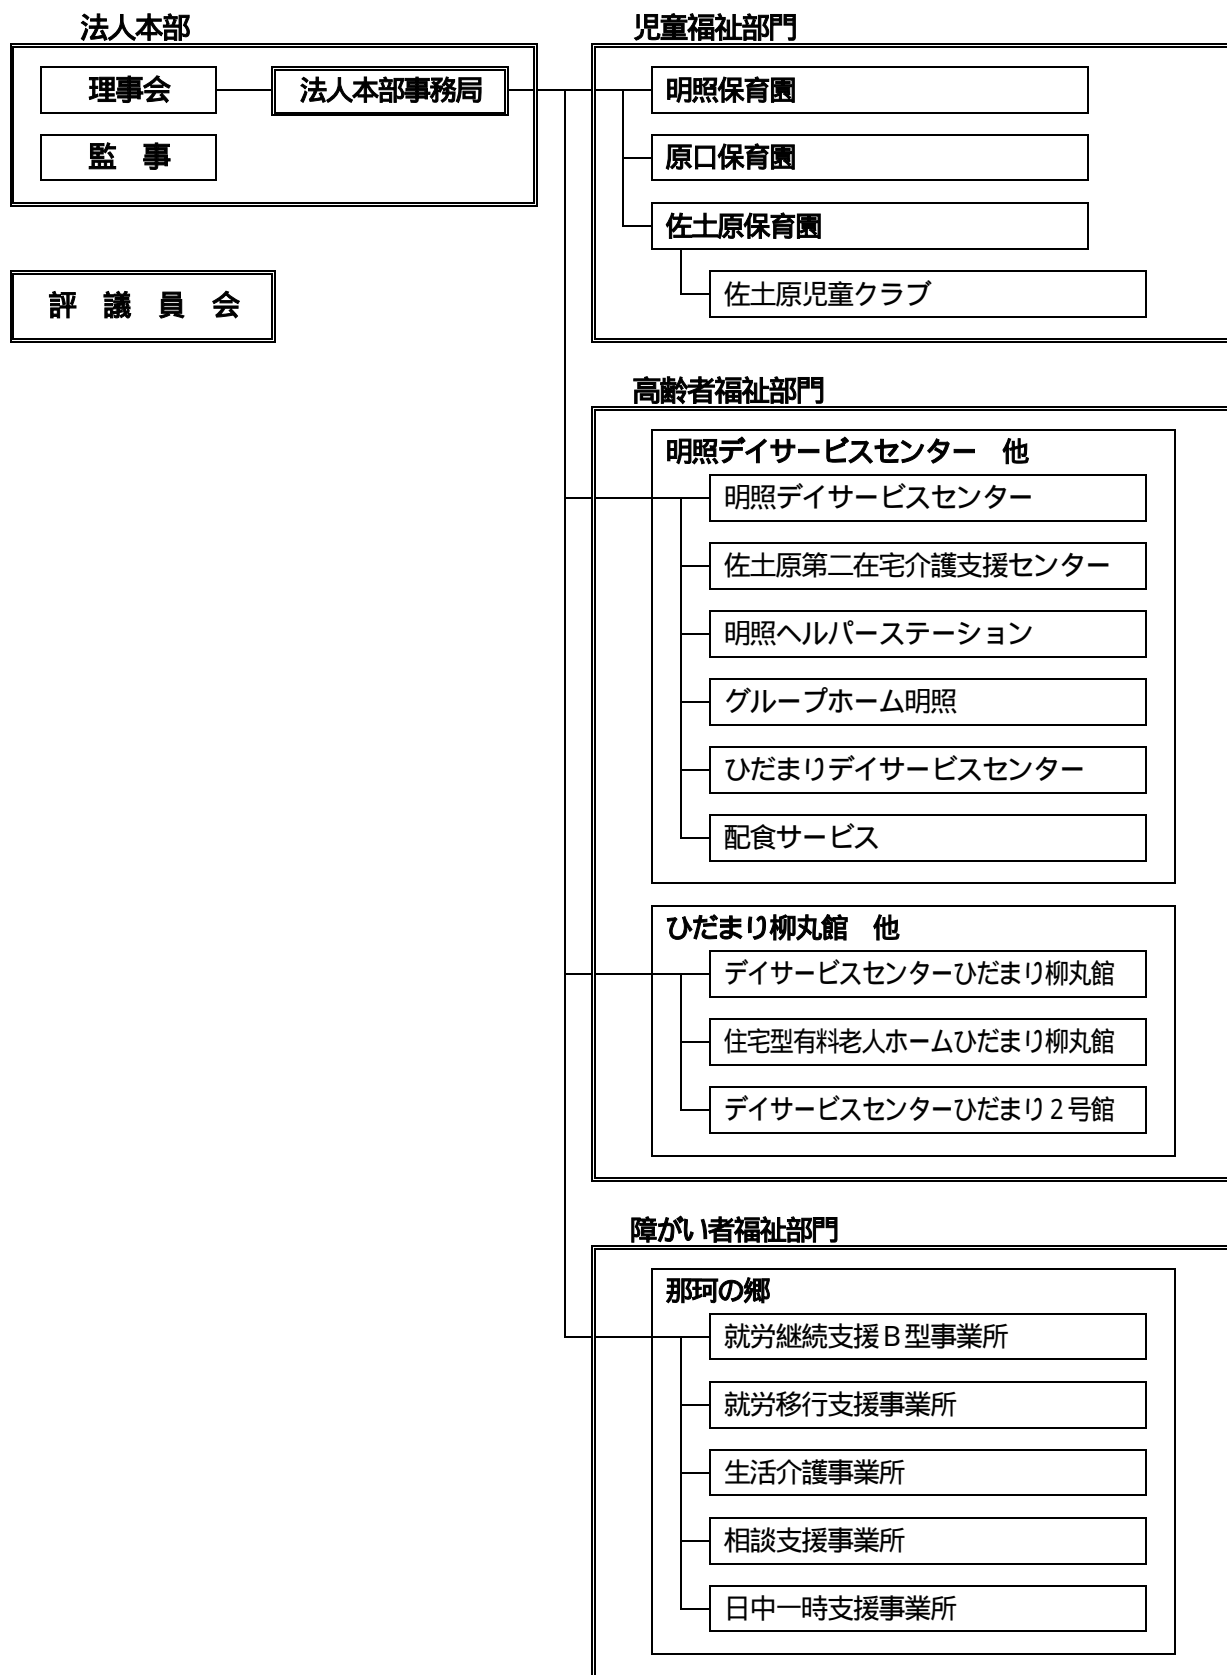 法人本部
理事会
法人本部事務局
監　事
評　議　員　会
児童福祉部門
明照保育園
原口保育園
佐土原保育園
佐土原児童クラブ
高齢者福祉部門
明照デイサービスセンター　他
明照デイサービスセンター
佐土原第二在宅介護支援センター
明照ヘルパーステーション
グループホーム明照
ひだまりデイサービスセンター
配食サービス
ひだまり柳丸館　他
デイサービスセンターひだまり柳丸館
住宅型有料老人ホームひだまり柳丸館
デイサービスセンターひだまり２号館
障がい者福祉部門
那珂の郷
就労継続支援Ｂ型事業所
就労移行支援事業所
生活介護事業所
相談支援事業所
日中一時支援事業所